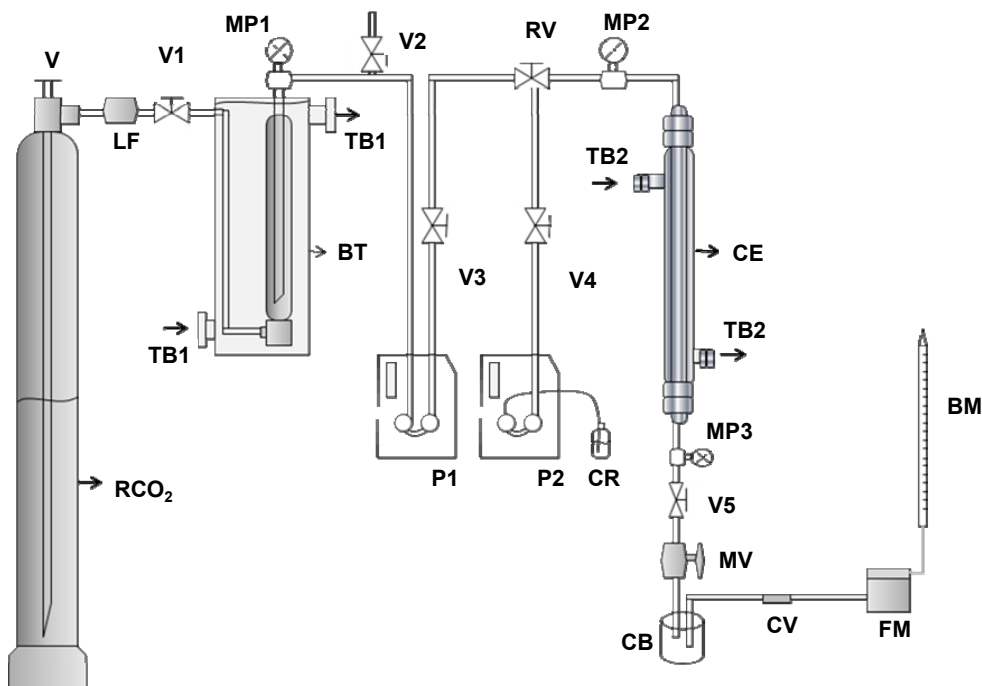 MP1
V2
RV
MP2
V
V1
LF
TB1
TB2
BT
V3
V4
CE
TB1
TB2
BM
MP3
P1
P2
CR
RCO₂
V5
MV
CB
CV
FM